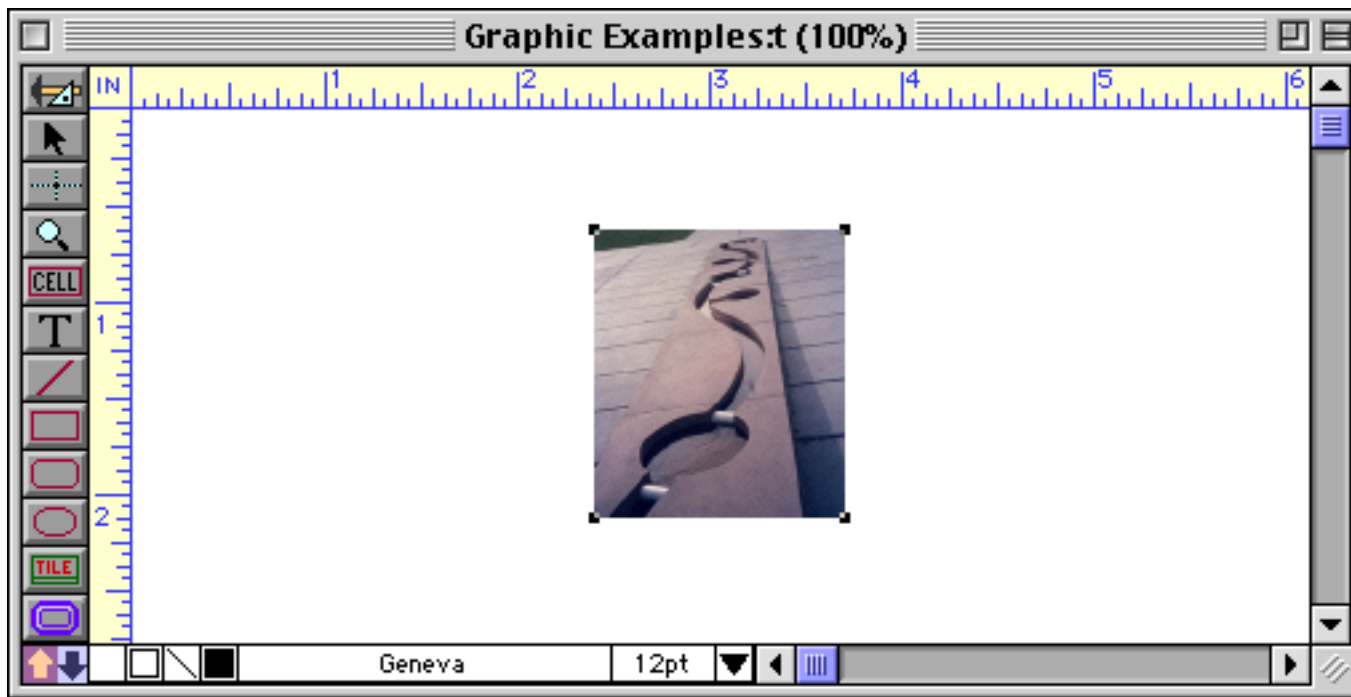 Graphic Examples:t (100%)
IN 1 2 3 4 5 6
CELL
T
1
2
TILE
Geneva 12pt